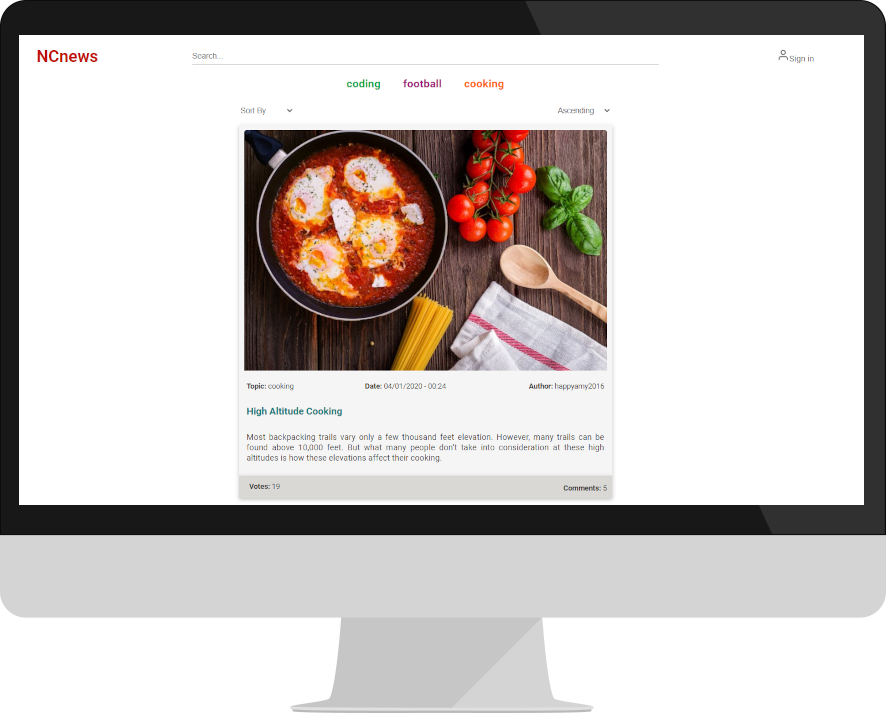 NCnews
Search...
Sign in
coding football cooking
Sort By
Ascending
Topic: cooking
Date: 04/01/2020 - 00:24
Author: happyamy2016
High Altitude Cooking
Most backpacking trails vary only a few thousand feet elevation. However, many trails can be
found above 10,000 feet. But what many people don't take into consideration at these high
altitudes is how these elevations affect their cooking.
Votes: 19
Comments: 5